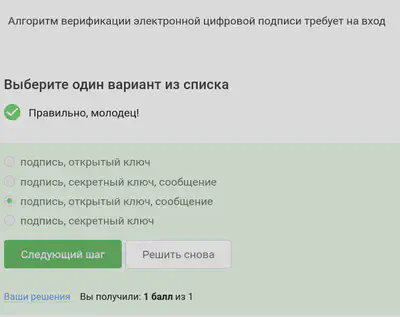 Алгоритм верификации электронной цифровой подписи требует на вход
Выберите один вариант из списка
Правильно, молодец!
подпись, открытый ключ
подпись, секретный ключ, сообщение
подпись, открытый ключ, сообщение
подпись, секретный ключ
Следующий шаг Решить снова
Ваши решения Вы получили: 1 балл из 1